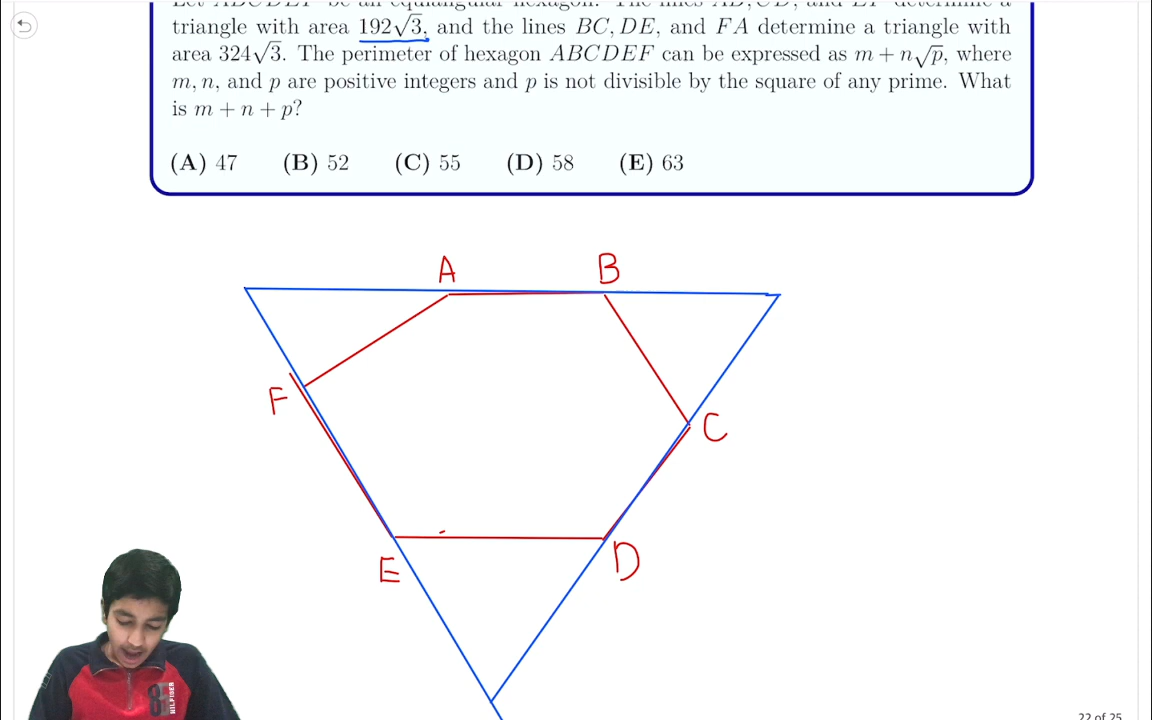 triangle with area 192√3, and the lines BC, DE, and FA determine a triangle with
area 324√3. The perimeter of hexagon ABCDEF can be expressed as m + n√p, where
m, n, and p are positive integers and p is not divisible by the square of any prime. What
is m + n + p?
(A) 47 (B) 52 (C) 55 (D) 58 (E) 63
A
B
F
C
E
D
22 of 25